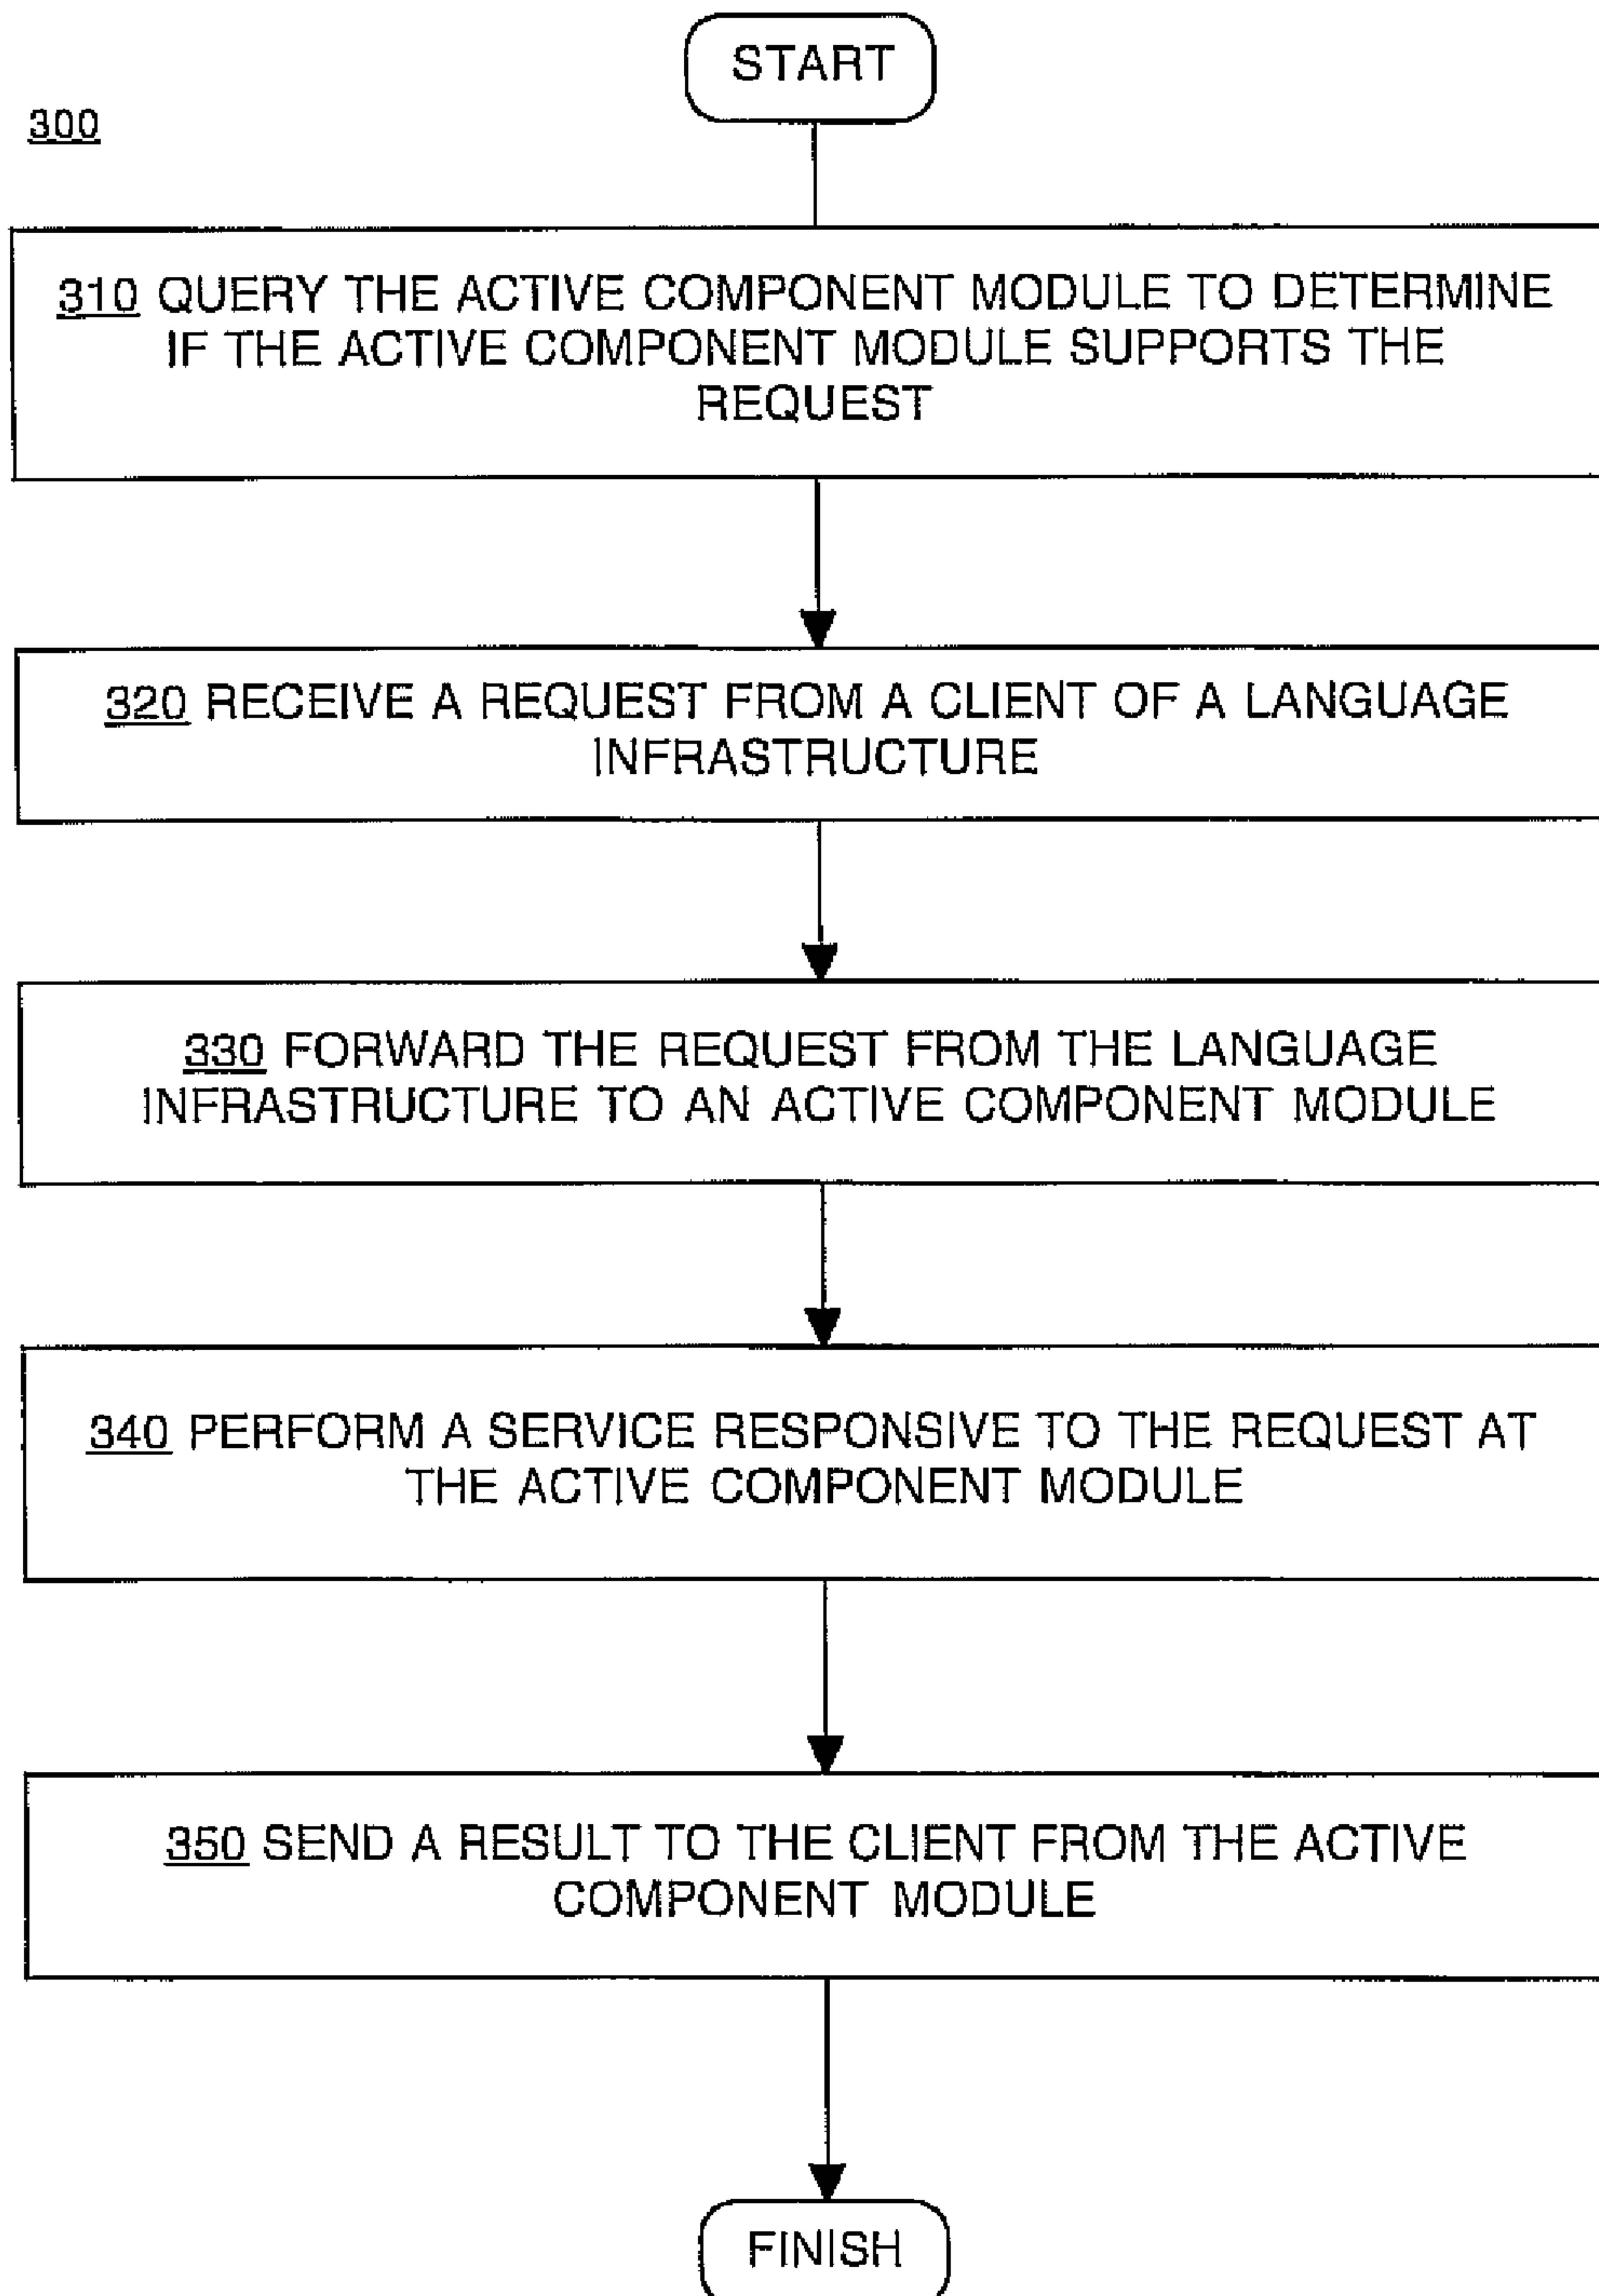 START
300
310 QUERY THE ACTIVE COMPONENT MODULE TO DETERMINE
IF THE ACTIVE COMPONENT MODULE SUPPORTS THE
REQUEST
320 RECEIVE A REQUEST FROM A CLIENT OF A LANGUAGE
INFRASTRUCTURE
330 FORWARD THE REQUEST FROM THE LANGUAGE
INFRASTRUCTURE TO AN ACTIVE COMPONENT MODULE
340 PERFORM A SERVICE RESPONSIVE TO THE REQUEST AT
THE ACTIVE COMPONENT MODULE
350 SEND A RESULT TO THE CLIENT FROM THE ACTIVE
COMPONENT MODULE
FINISH